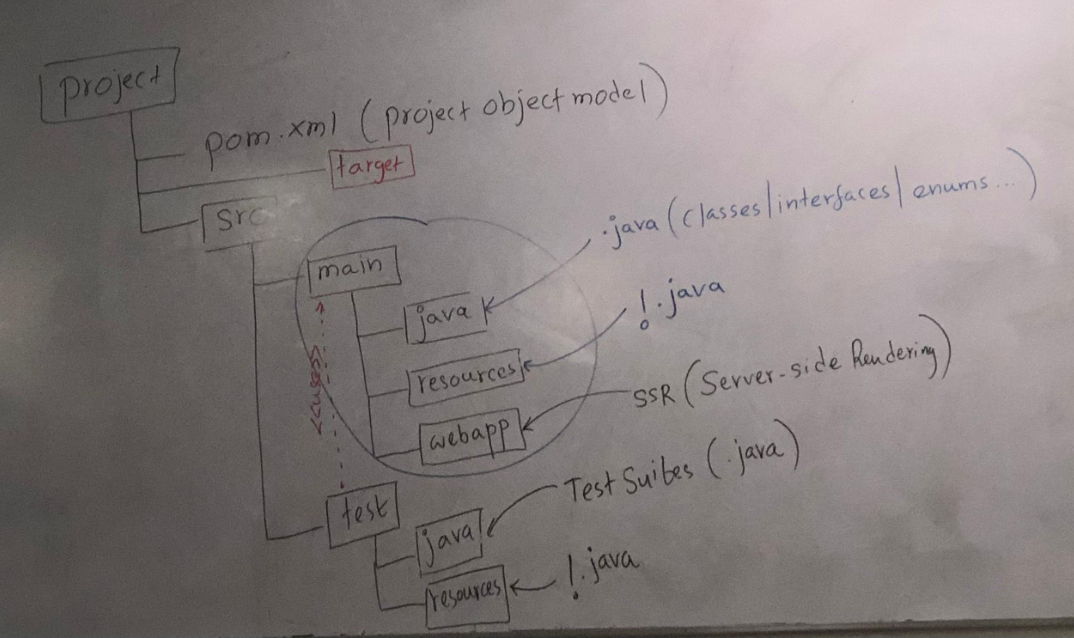 project
pom.xml (project object model)
target
src
.java (classes|interfaces|enums...)
main
java
!.java
resources
SSR (Server-side Rendering)
webapp
<<uses>>
Test Suites (.java)
test
java
!.java
resources